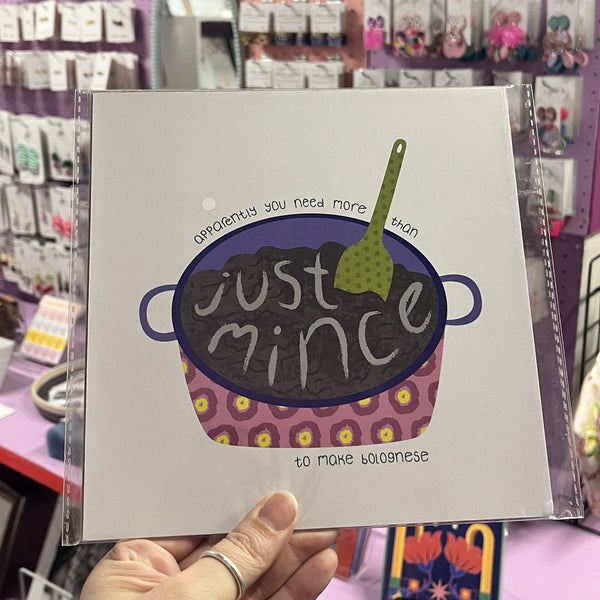 apparently you need more than
just
mince
to make bolognese